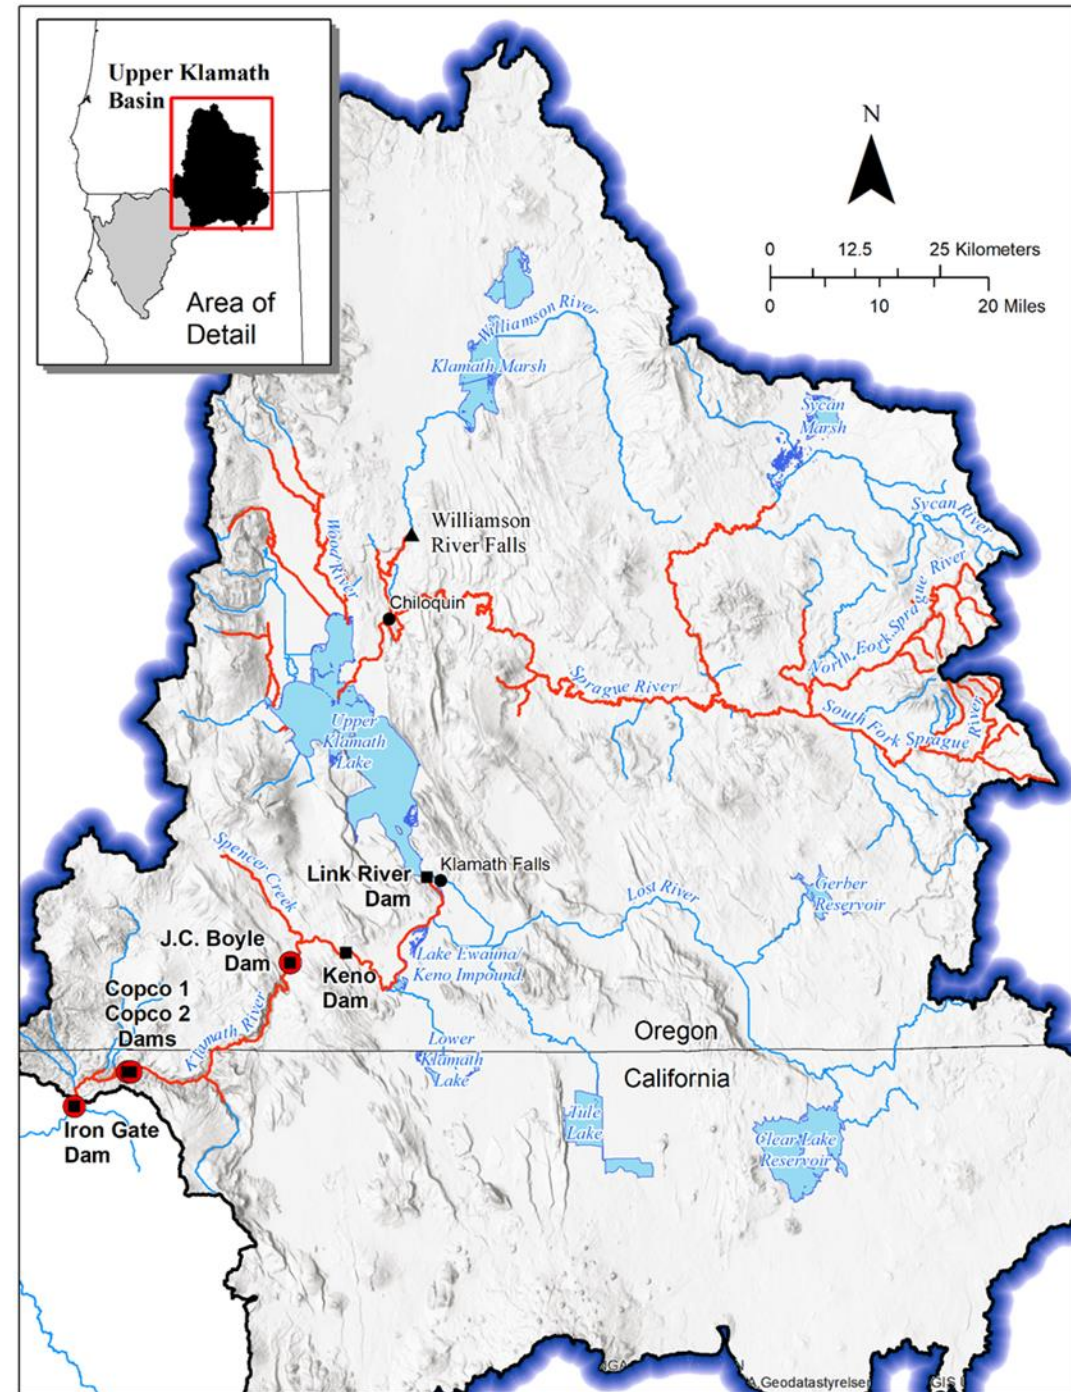 Upper Klamath
Basin
Area of
Detail
N
0 12.5 25 Kilometers
0 10 20 Miles
Williamson River
Klamath Marsh
Sycan
Marsh
Sycan River
Williamson
River Falls
Wood River
Chiloquin
North Fork Sprague River
Sprague River
South Fork Sprague River
Upper
Klamath
Lake
Spencer Creek
Link River
Dam
Klamath Falls
Lost River
Gerber
Reservoir
J.C. Boyle
Dam
Lake Ewauna/
Keno Impound.
Keno
Dam
Copco 1
Copco 2
Dams
Klamath River
Oregon
Lower
Klamath
Lake
California
Iron Gate
Dam
Tule
Lake
Clear Lake
Reservoir
A.Geodatastyrelsen